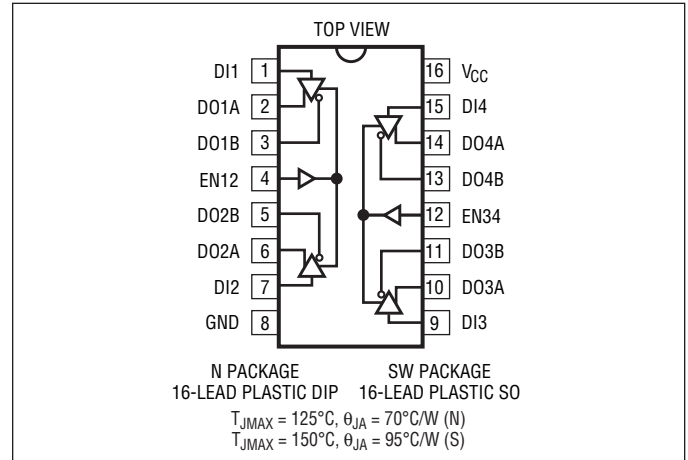 TOP VIEW
DI1 1
DO1A 2
DO1B 3
EN12 4
DO2B 5
DO2A 6
DI2 7
GND 8
16 VCC
15 DI4
14 DO4A
13 DO4B
12 EN34
11 DO3B
10 DO3A
9 DI3
N PACKAGE
16-LEAD PLASTIC DIP
SW PACKAGE
16-LEAD PLASTIC SO
TJMAX = 125°C, θJA = 70°C/W (N)
TJMAX = 150°C, θJA = 95°C/W (S)